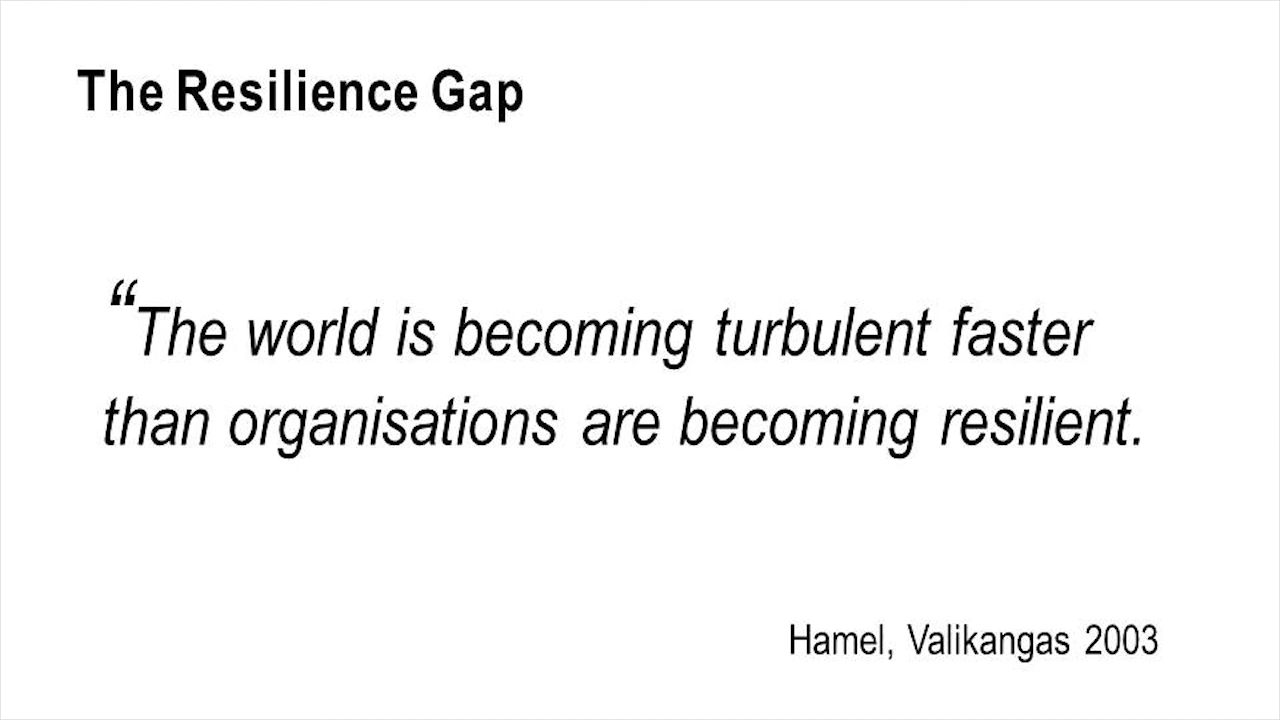 The Resilience Gap
“The world is becoming turbulent faster
than organisations are becoming resilient.
Hamel, Valikangas 2003